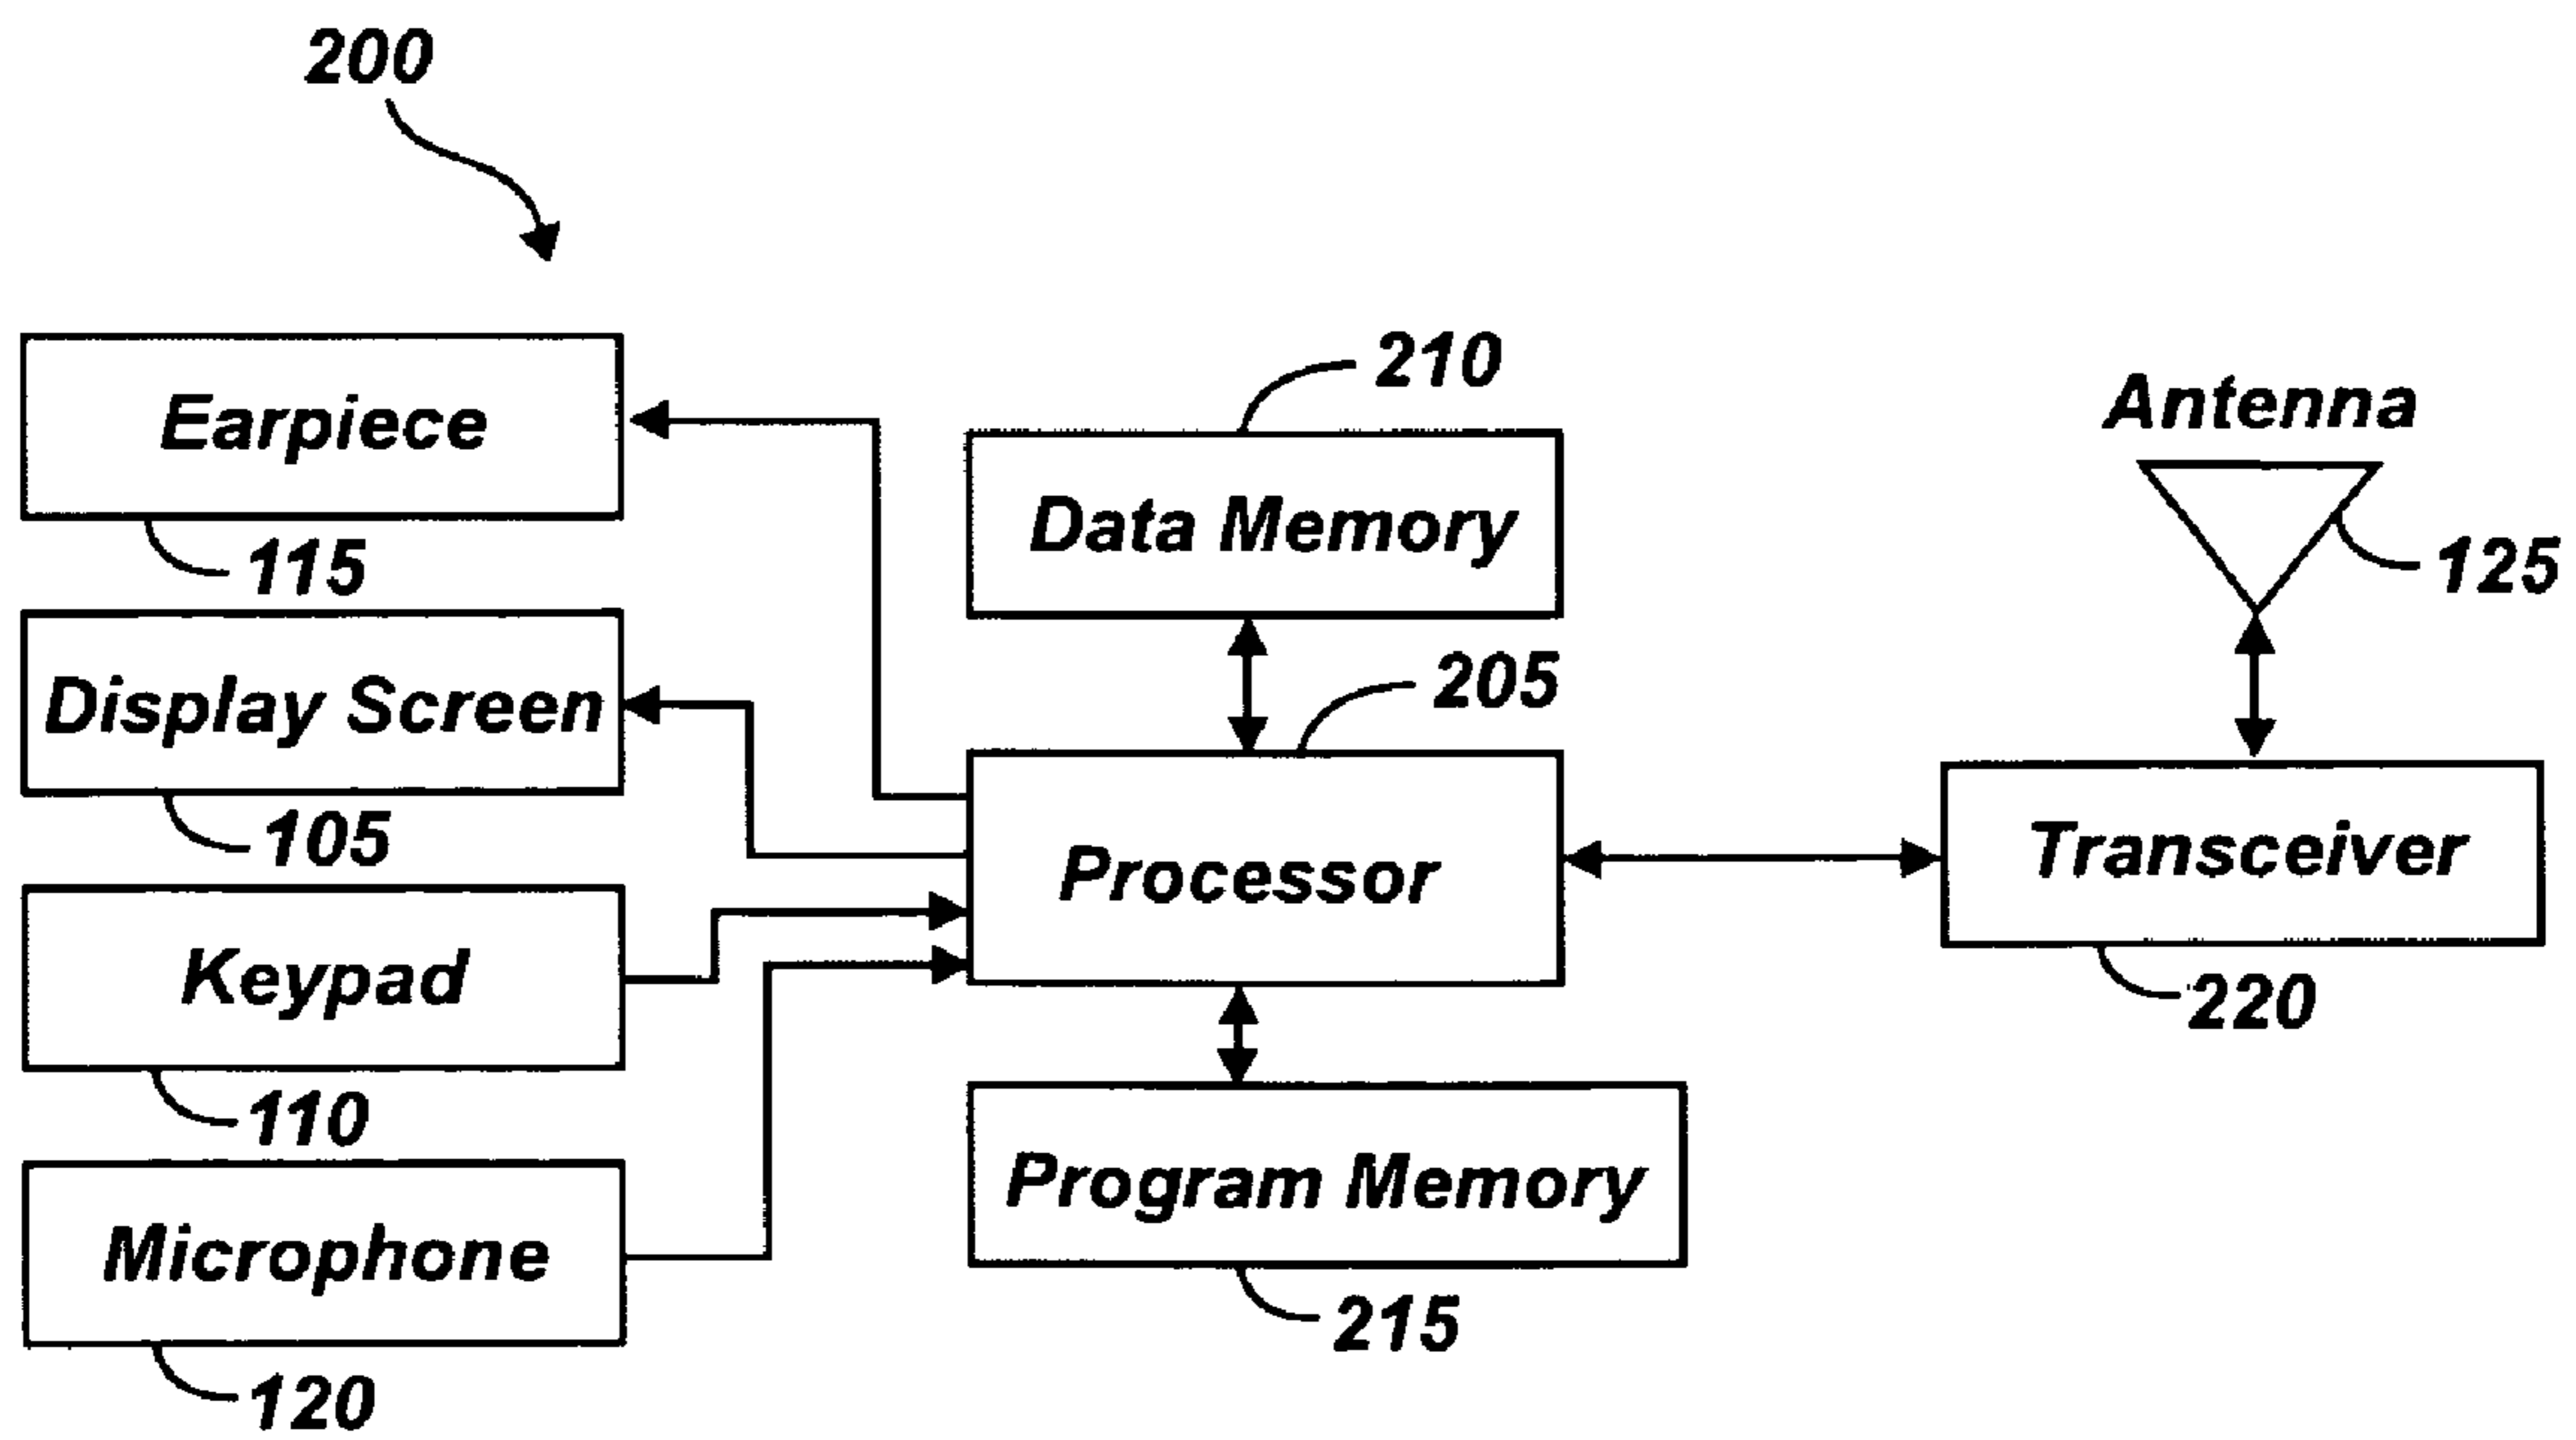 200
Earpiece
115
Display Screen
105
Keypad
110
Microphone
120
210
Data Memory
205
Processor
Program Memory
215
Antenna
125
Transceiver
220